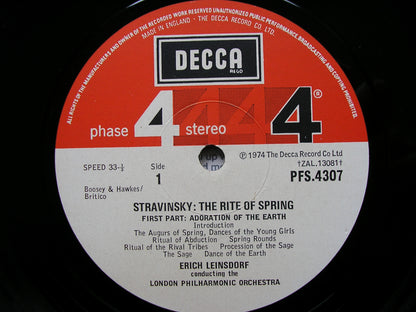 ALL RIGHTS OF THE MANUFACTURERS AND OF THE OWNER OF THE RECORDED WORK RESERVED UNAUTHORISED PUBLIC PERFORMANCE, BROADCASTING AND COPYING PROHIBITED.
MADE IN ENGLAND, THE DECCA RECORD CO LTD
DECCA
REGD
phase 4 stereo
4
SPEED 33⅓
Side
1
℗ 1974 The Decca Record Co Ltd
†ZAL.13081†
PFS.4307
Boosey & Hawkes/
Britico
STRAVINSKY: THE RITE OF SPRING
FIRST PART: ADORATION OF THE EARTH
Introduction
The Augurs of Spring, Dances of the Young Girls
Ritual of Abduction Spring Rounds
Ritual of the Rival Tribes Procession of the Sage
The Sage Dance of the Earth
ERICH LEINSDORF
conducting the
LONDON PHILHARMONIC ORCHESTRA